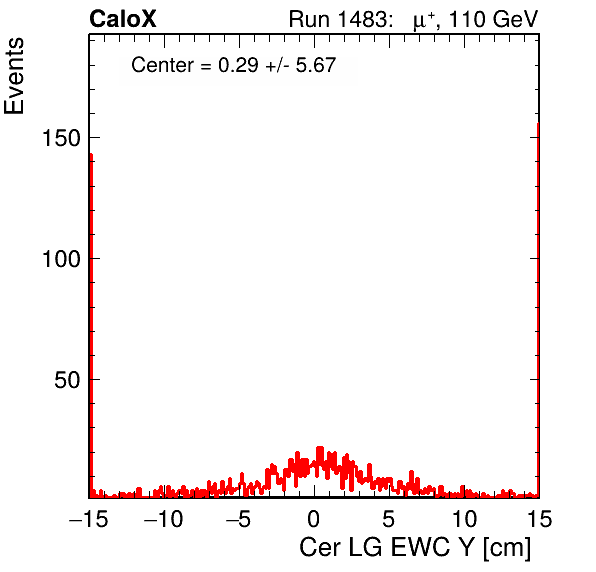 CaloX Run 1483: μ⁺, 110 GeV
Center = 0.29 +/- 5.67
Events
150
100
50
−15 −10 −5 0 5 10 15
Cer LG EWC Y [cm]